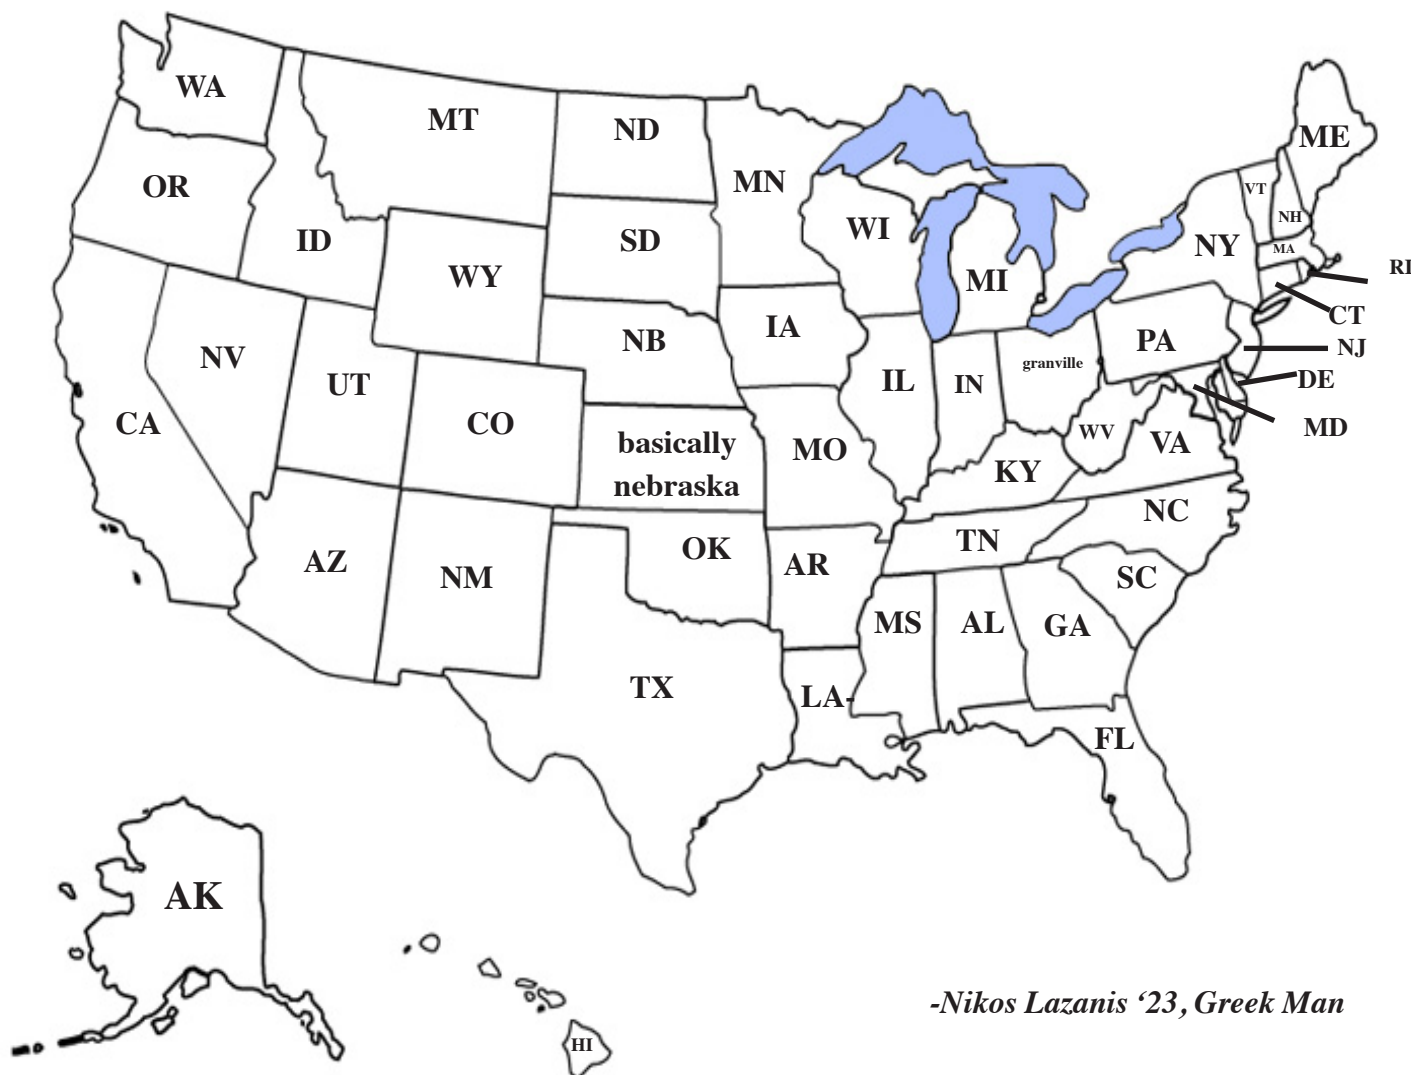 WA
MT
ND
ME
MN
OR
VT
NH
WI
ID
SD
NY
MA
WY
MI
RI
CT
IA
NB
PA
NJ
NV
granville
UT
IL
IN
DE
CA
CO
MD
WV
basically
nebraska
MO
VA
KY
NC
OK
TN
AZ
AR
NM
SC
MS
AL
GA
TX
LA-
FL
AK
-Nikos Lazanis ‘23, Greek Man
HI